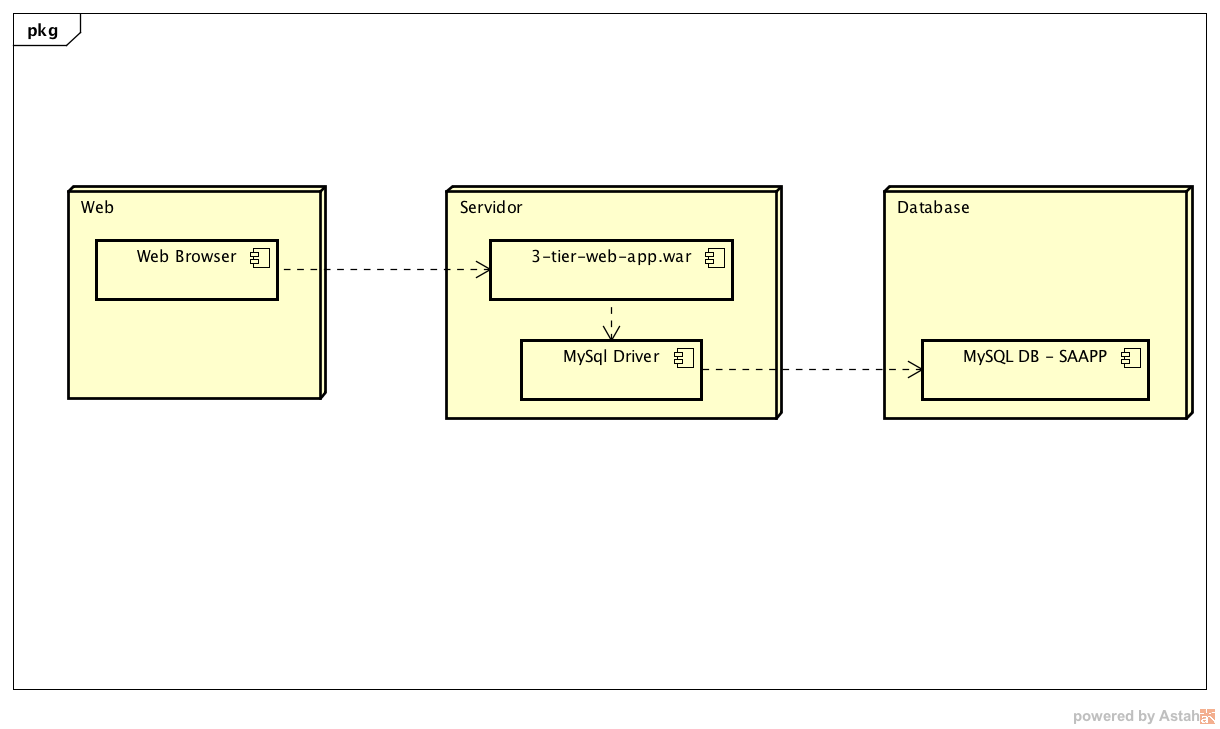 pkg
Web
Web Browser
Servidor
3-tier-web-app.war
MySql Driver
Database
MySQL DB - SAAPP
powered by Astah